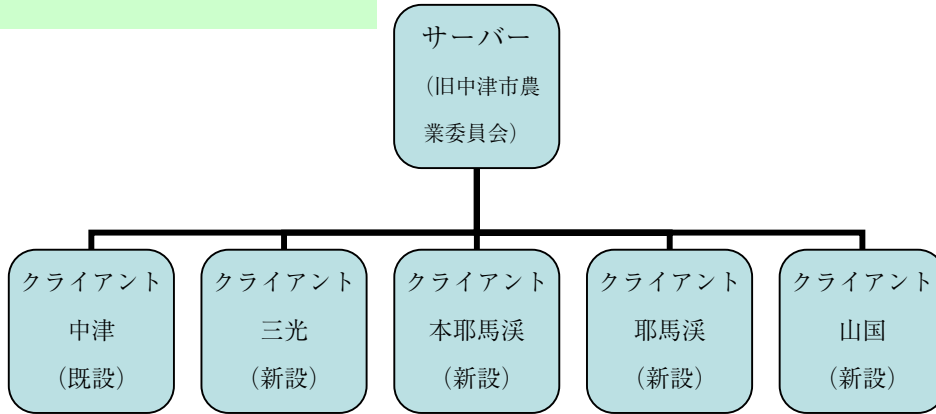 サーバー
（旧中津市農
業委員会）
クライアント
中津
（既設）
クライアント
三光
（新設）
クライアント
本耶馬渓
（新設）
クライアント
耶馬渓
（新設）
クライアント
山国
（新設）